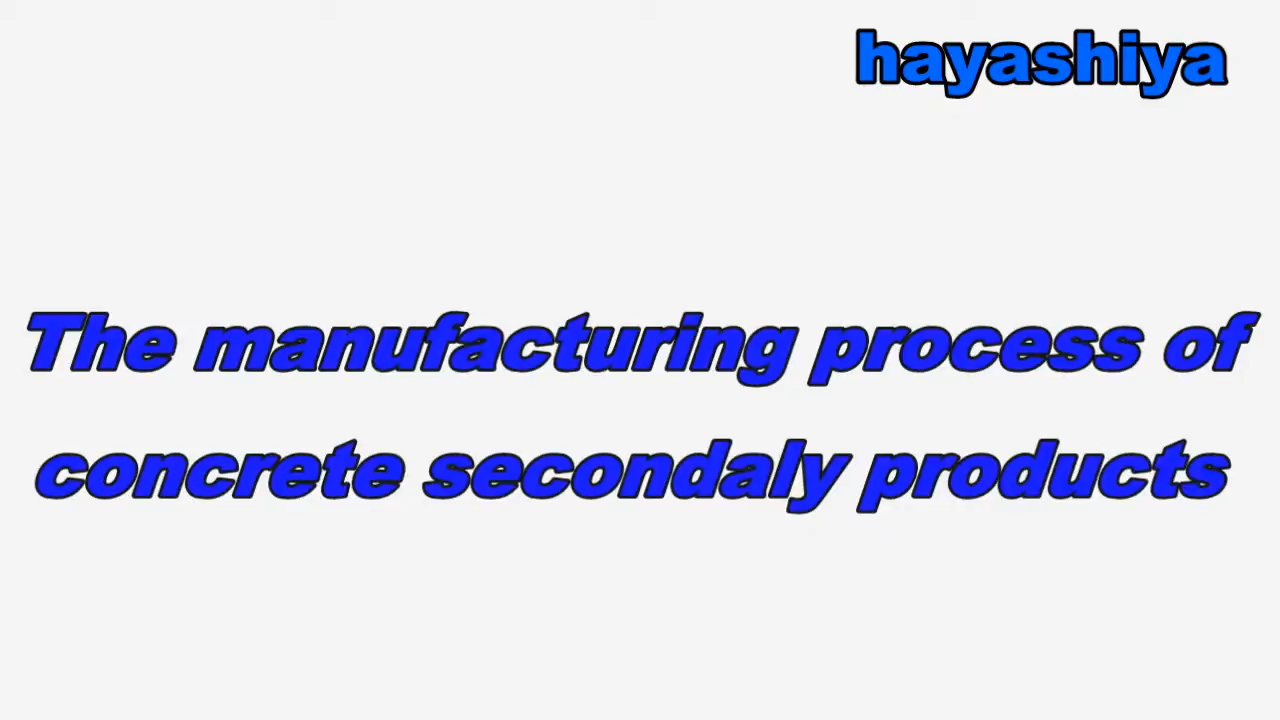 hayashiya
The manufacturing process of
concrete secondaly products